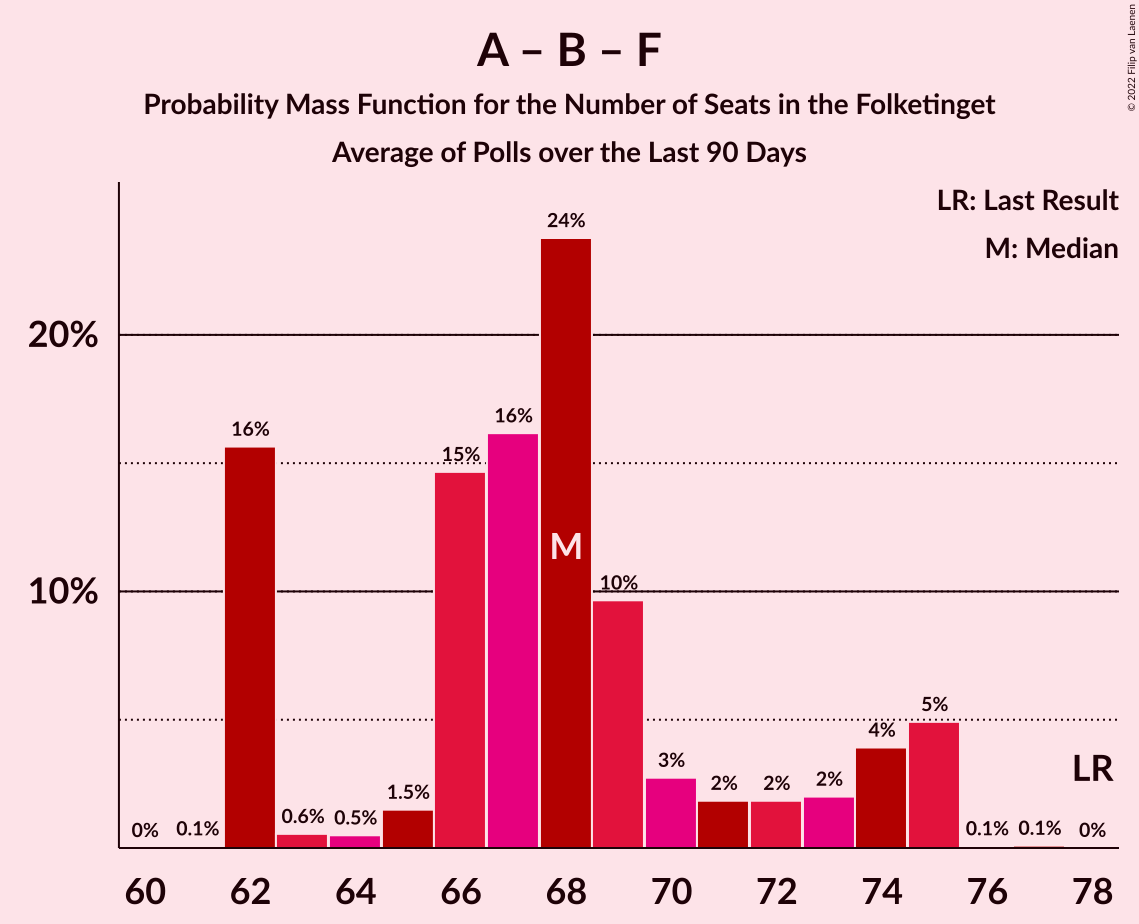 A – B – F
Probability Mass Function for the Number of Seats in the Folketinget
Average of Polls over the Last 90 Days
© 2022 Filip van Laenen
LR: Last Result
M: Median
20%
10%
0%
0.1%
16%
0.6%
0.5%
1.5%
15%
16%
24%
M
10%
3%
2%
2%
2%
4%
5%
0.1%
0.1%
0%
LR
60 62 64 66 68 70 72 74 76 78